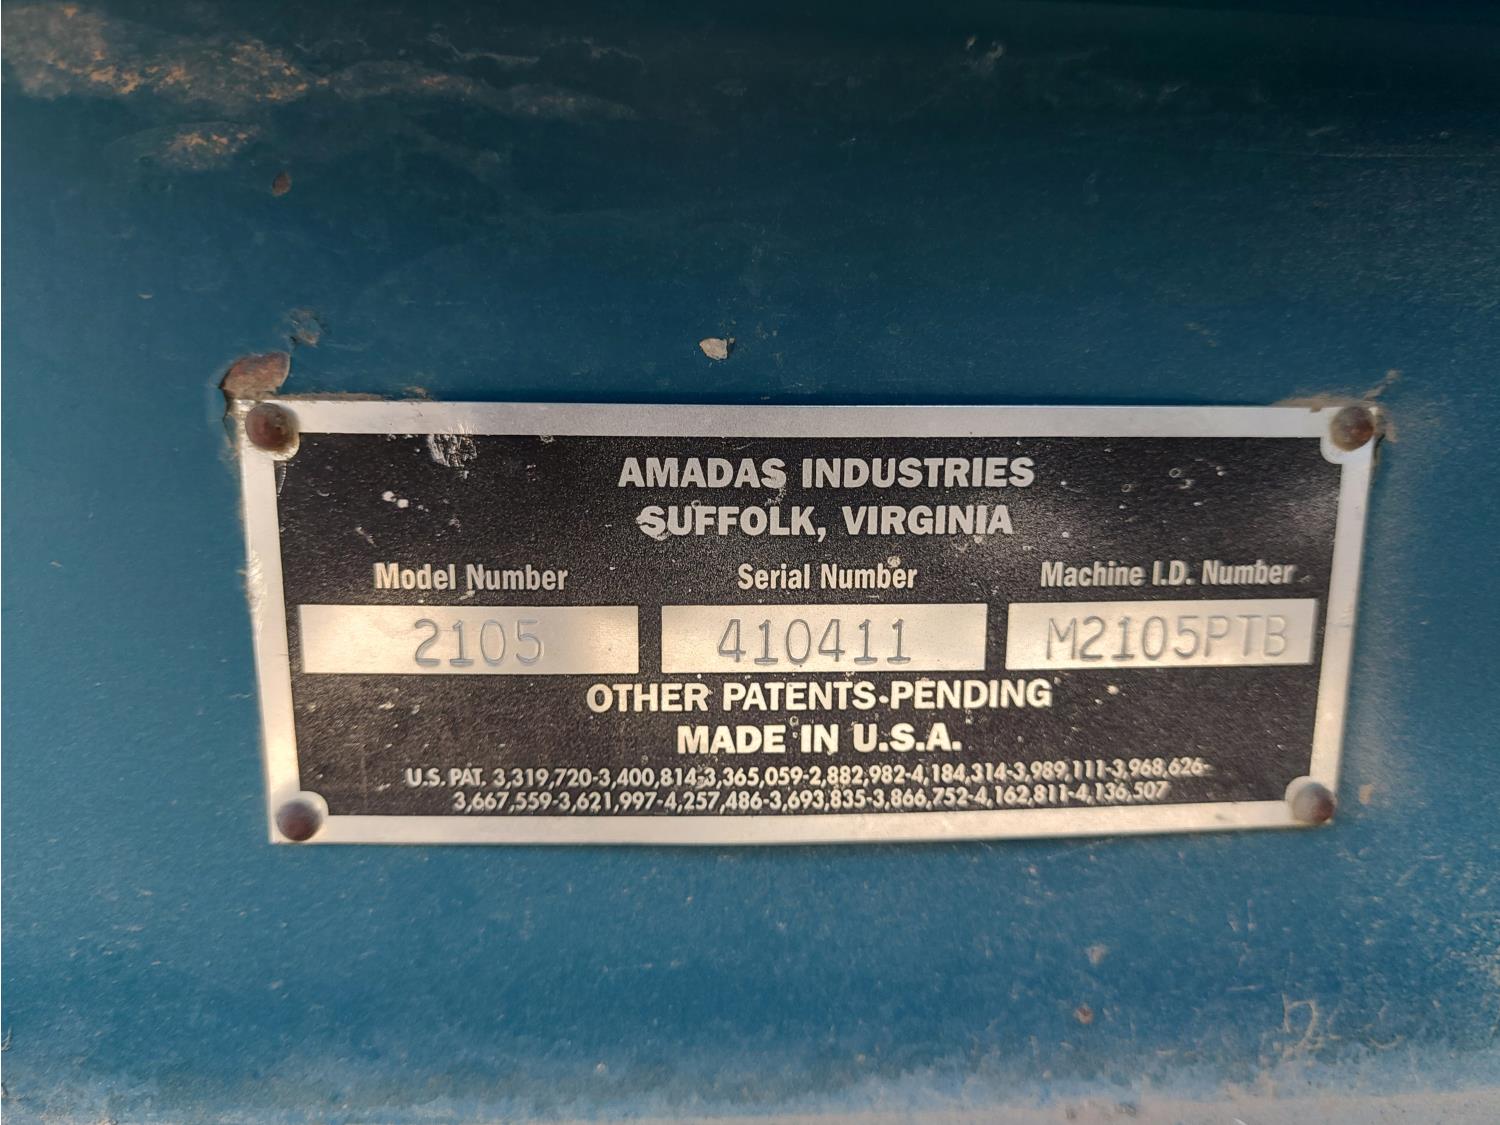 AMADAS INDUSTRIES
SUFFOLK, VIRGINIA
Model Number Serial Number Machine I.D. Number
2105 410411 M2105PTB
OTHER PATENTS-PENDING
MADE IN U.S.A.
U.S. PAT. 3,319,720-3,400,814-3,365,059-2,882,982-4,184,314-3,989,111-3,968,626-
3,667,559-3,621,997-4,257,486-3,693,835-3,866,752-4,162,811-4,136,507